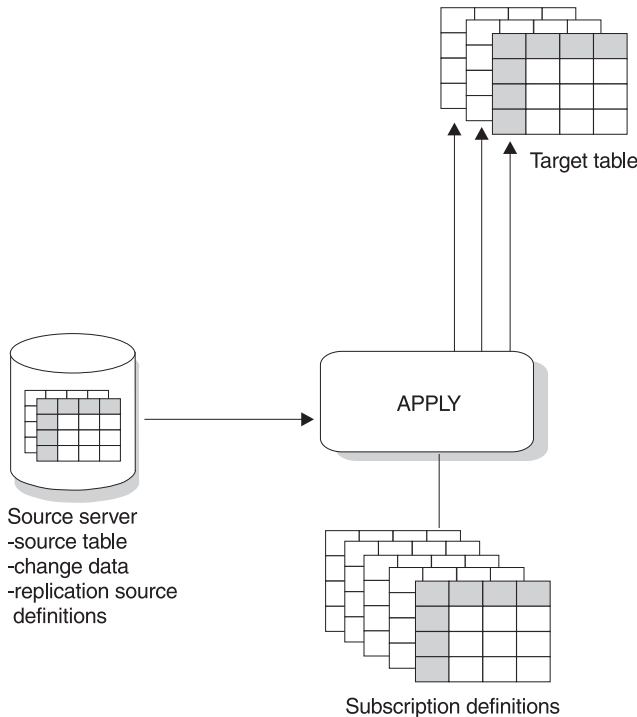 Target table
APPLY
Source server
-source table
-change data
-replication source
definitions
Subscription definitions